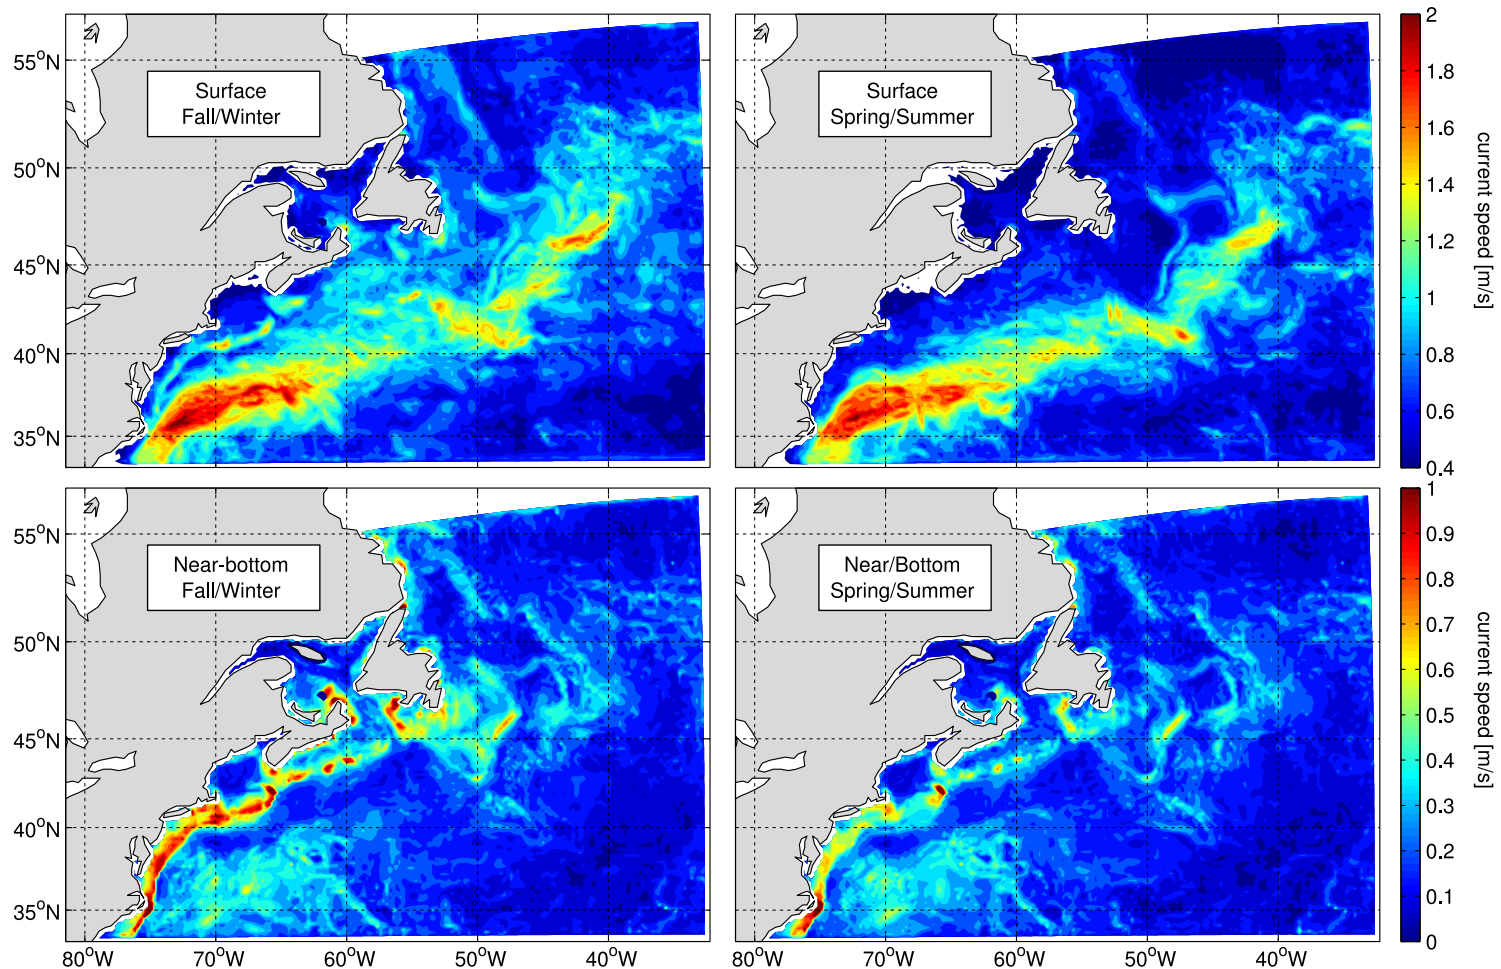 55°N
50°N
45°N
40°N
35°N
Surface
Fall/Winter
Surface
Spring/Summer
2
1.8
1.6
1.4
1.2
1
0.8
0.6
0.4
current speed [m/s]
55°N
50°N
45°N
40°N
35°N
80°W
70°W
60°W
50°W
40°W
Near-bottom
Fall/Winter
Near/Bottom
Spring/Summer
80°W
70°W
60°W
50°W
40°W
1
0.9
0.8
0.7
0.6
0.5
0.4
0.3
0.2
0.1
0
current speed [m/s]